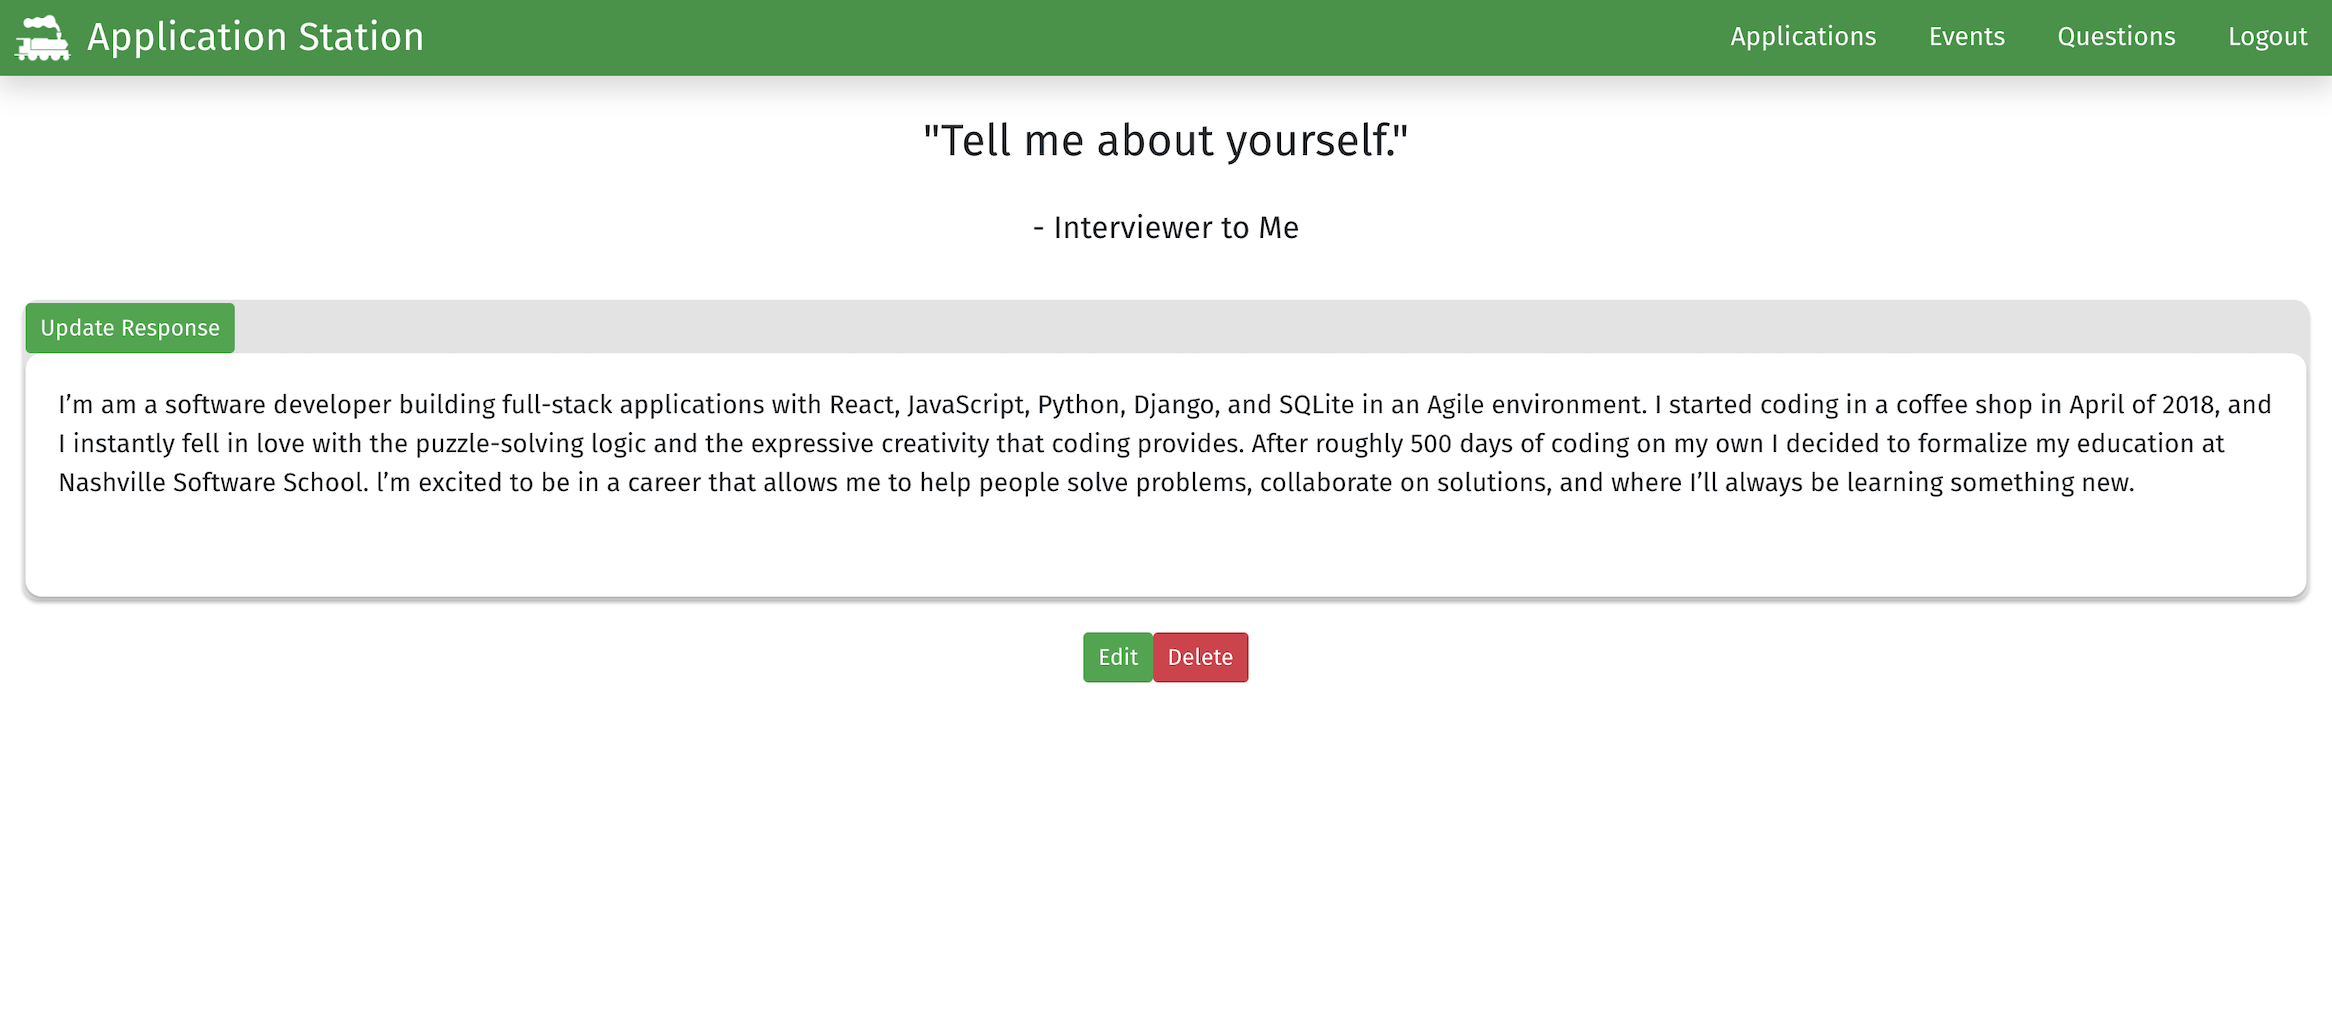 Application Station
Applications Events Questions Logout
"Tell me about yourself."
- Interviewer to Me
Update Response
I’m am a software developer building full-stack applications with React, JavaScript, Python, Django, and SQLite in an Agile environment. I started coding in a coffee shop in April of 2018, and
I instantly fell in love with the puzzle-solving logic and the expressive creativity that coding provides. After roughly 500 days of coding on my own I decided to formalize my education at
Nashville Software School. I’m excited to be in a career that allows me to help people solve problems, collaborate on solutions, and where I’ll always be learning something new.
Edit Delete